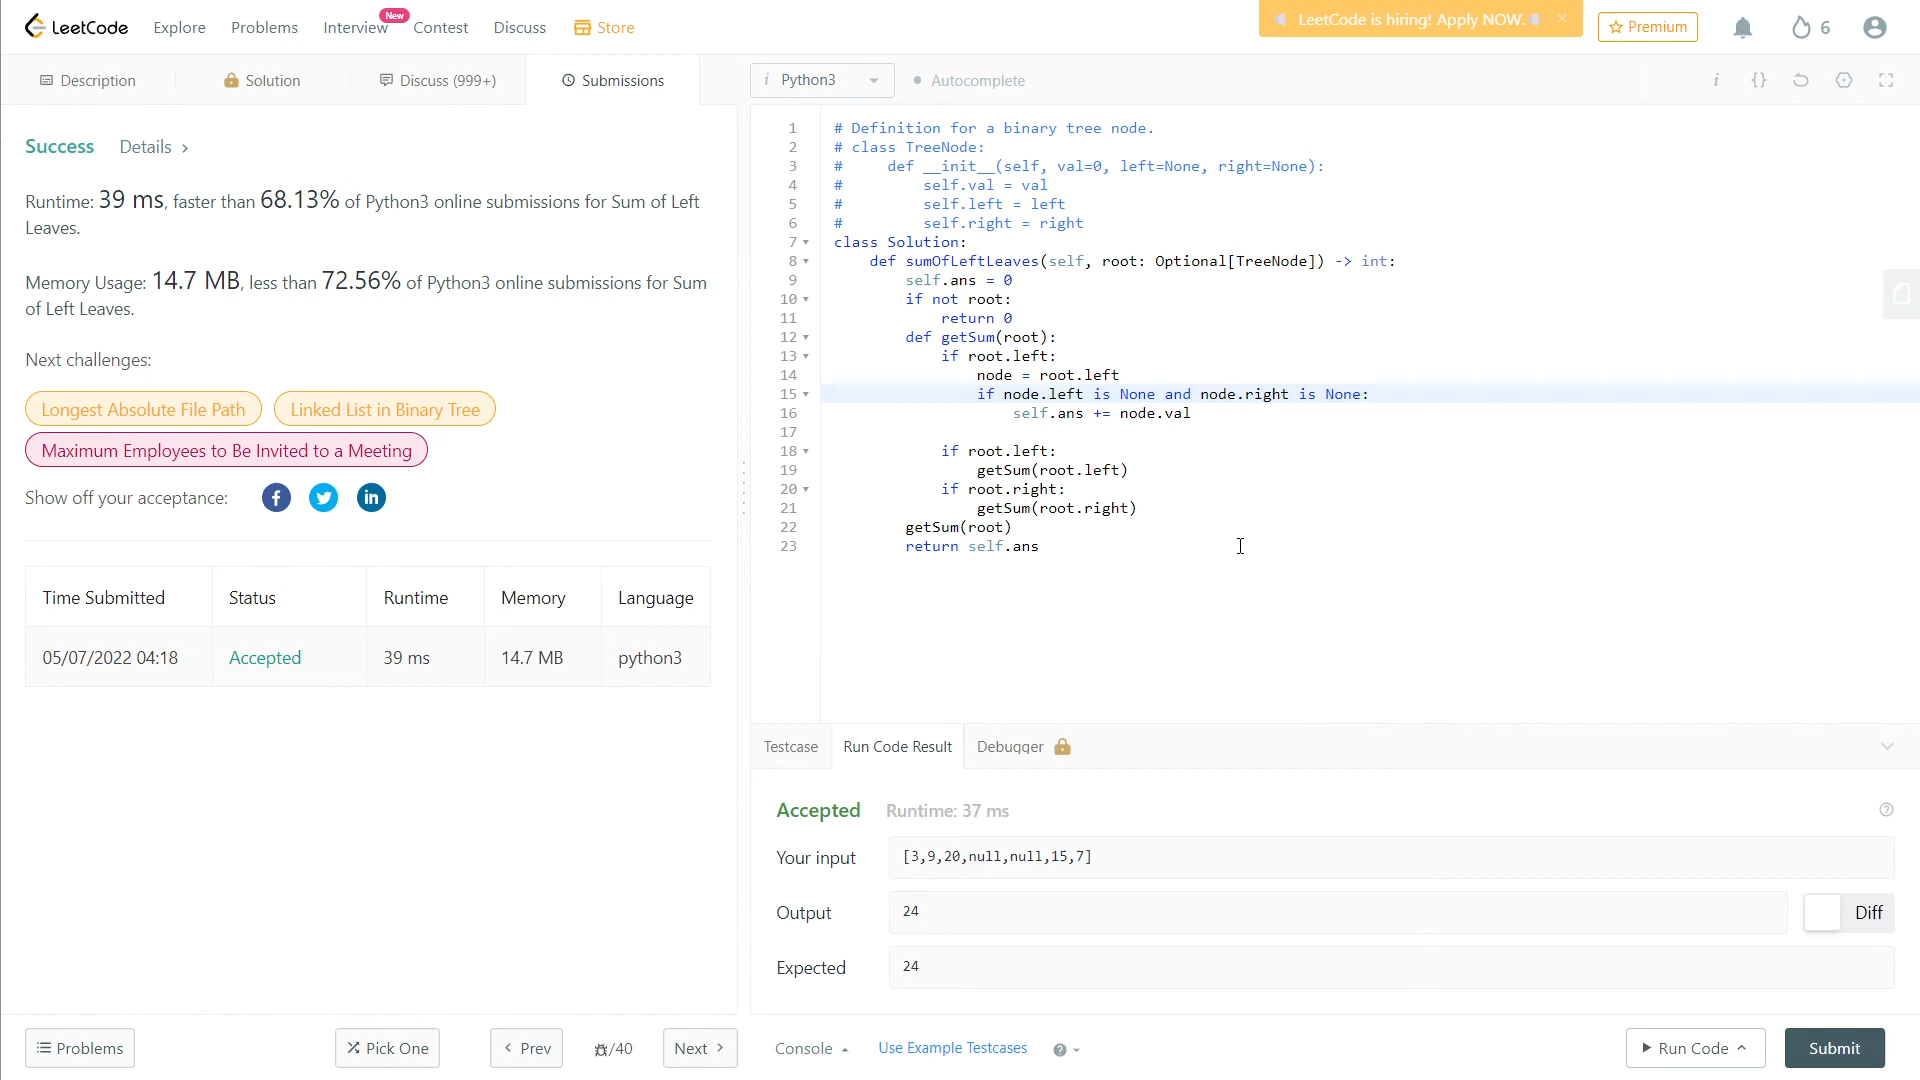 LeetCode
Explore
Problems
Interview
New
Contest
Discuss
Store
LeetCode is hiring! Apply NOW.
Premium
6
Description
Solution
Discuss (999+)
Submissions
Python3
Autocomplete
Success
Details
Runtime: 39 ms, faster than 68.13% of Python3 online submissions for Sum of Left
Leaves.
Memory Usage: 14.7 MB, less than 72.56% of Python3 online submissions for Sum
of Left Leaves.
Next challenges:
Longest Absolute File Path
Linked List in Binary Tree
Maximum Employees to Be Invited to a Meeting
Show off your acceptance:
Time Submitted Status Runtime Memory Language
05/07/2022 04:18 Accepted 39 ms 14.7 MB python3
1 # Definition for a binary tree node.
2 # class TreeNode:
3 #     def __init__(self, val=0, left=None, right=None):
4 #         self.val = val
5 #         self.left = left
6 #         self.right = right
7 class Solution:
8     def sumOfLeftLeaves(self, root: Optional[TreeNode]) -> int:
9         self.ans = 0
10         if not root:
11             return 0
12         def getSum(root):
13             if root.left:
14                 node = root.left
15                 if node.left is None and node.right is None:
16                     self.ans += node.val
17
18             if root.left:
19                 getSum(root.left)
20             if root.right:
21                 getSum(root.right)
22         getSum(root)
23         return self.ans
Testcase
Run Code Result
Debugger
Accepted Runtime: 37 ms
Your input [3,9,20,null,null,15,7]
Output 24 Diff
Expected 24
Problems
Pick One
Prev
/40
Next
Console
Use Example Testcases
Run Code
Submit